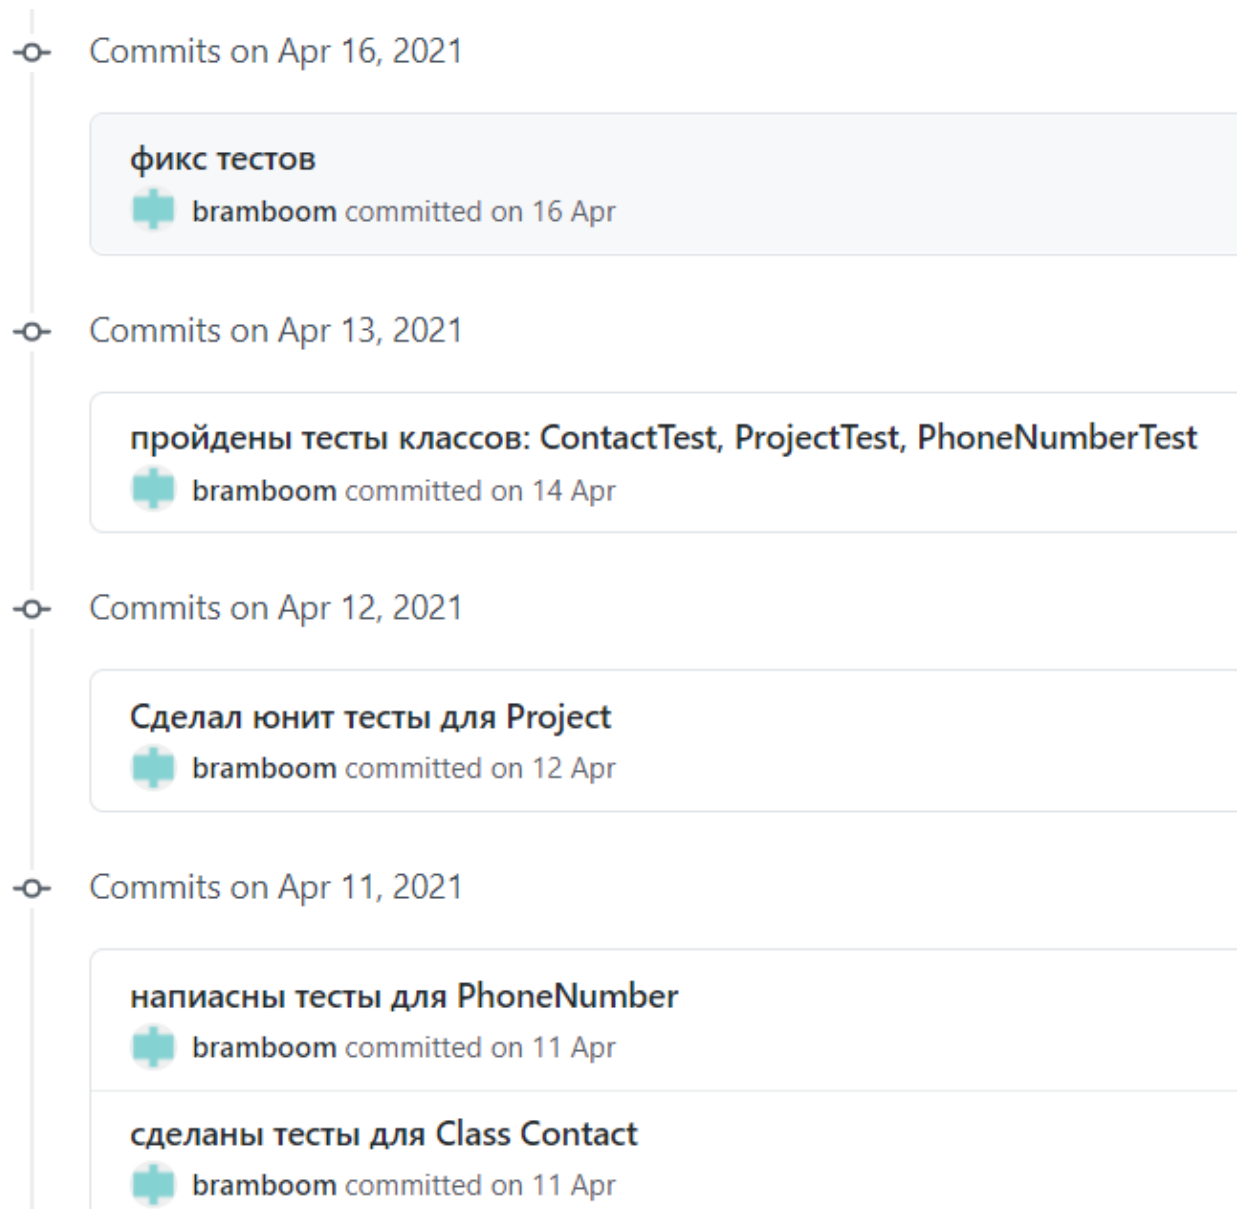 Commits on Apr 16, 2021
фикс тестов
bramboom committed on 16 Apr
Commits on Apr 13, 2021
пройдены тесты классов: ContactTest, ProjectTest, PhoneNumberTest
bramboom committed on 14 Apr
Commits on Apr 12, 2021
Сделал юнит тесты для Project
bramboom committed on 12 Apr
Commits on Apr 11, 2021
напиасны тесты для PhoneNumber
bramboom committed on 11 Apr
сделаны тесты для Class Contact
bramboom committed on 11 Apr